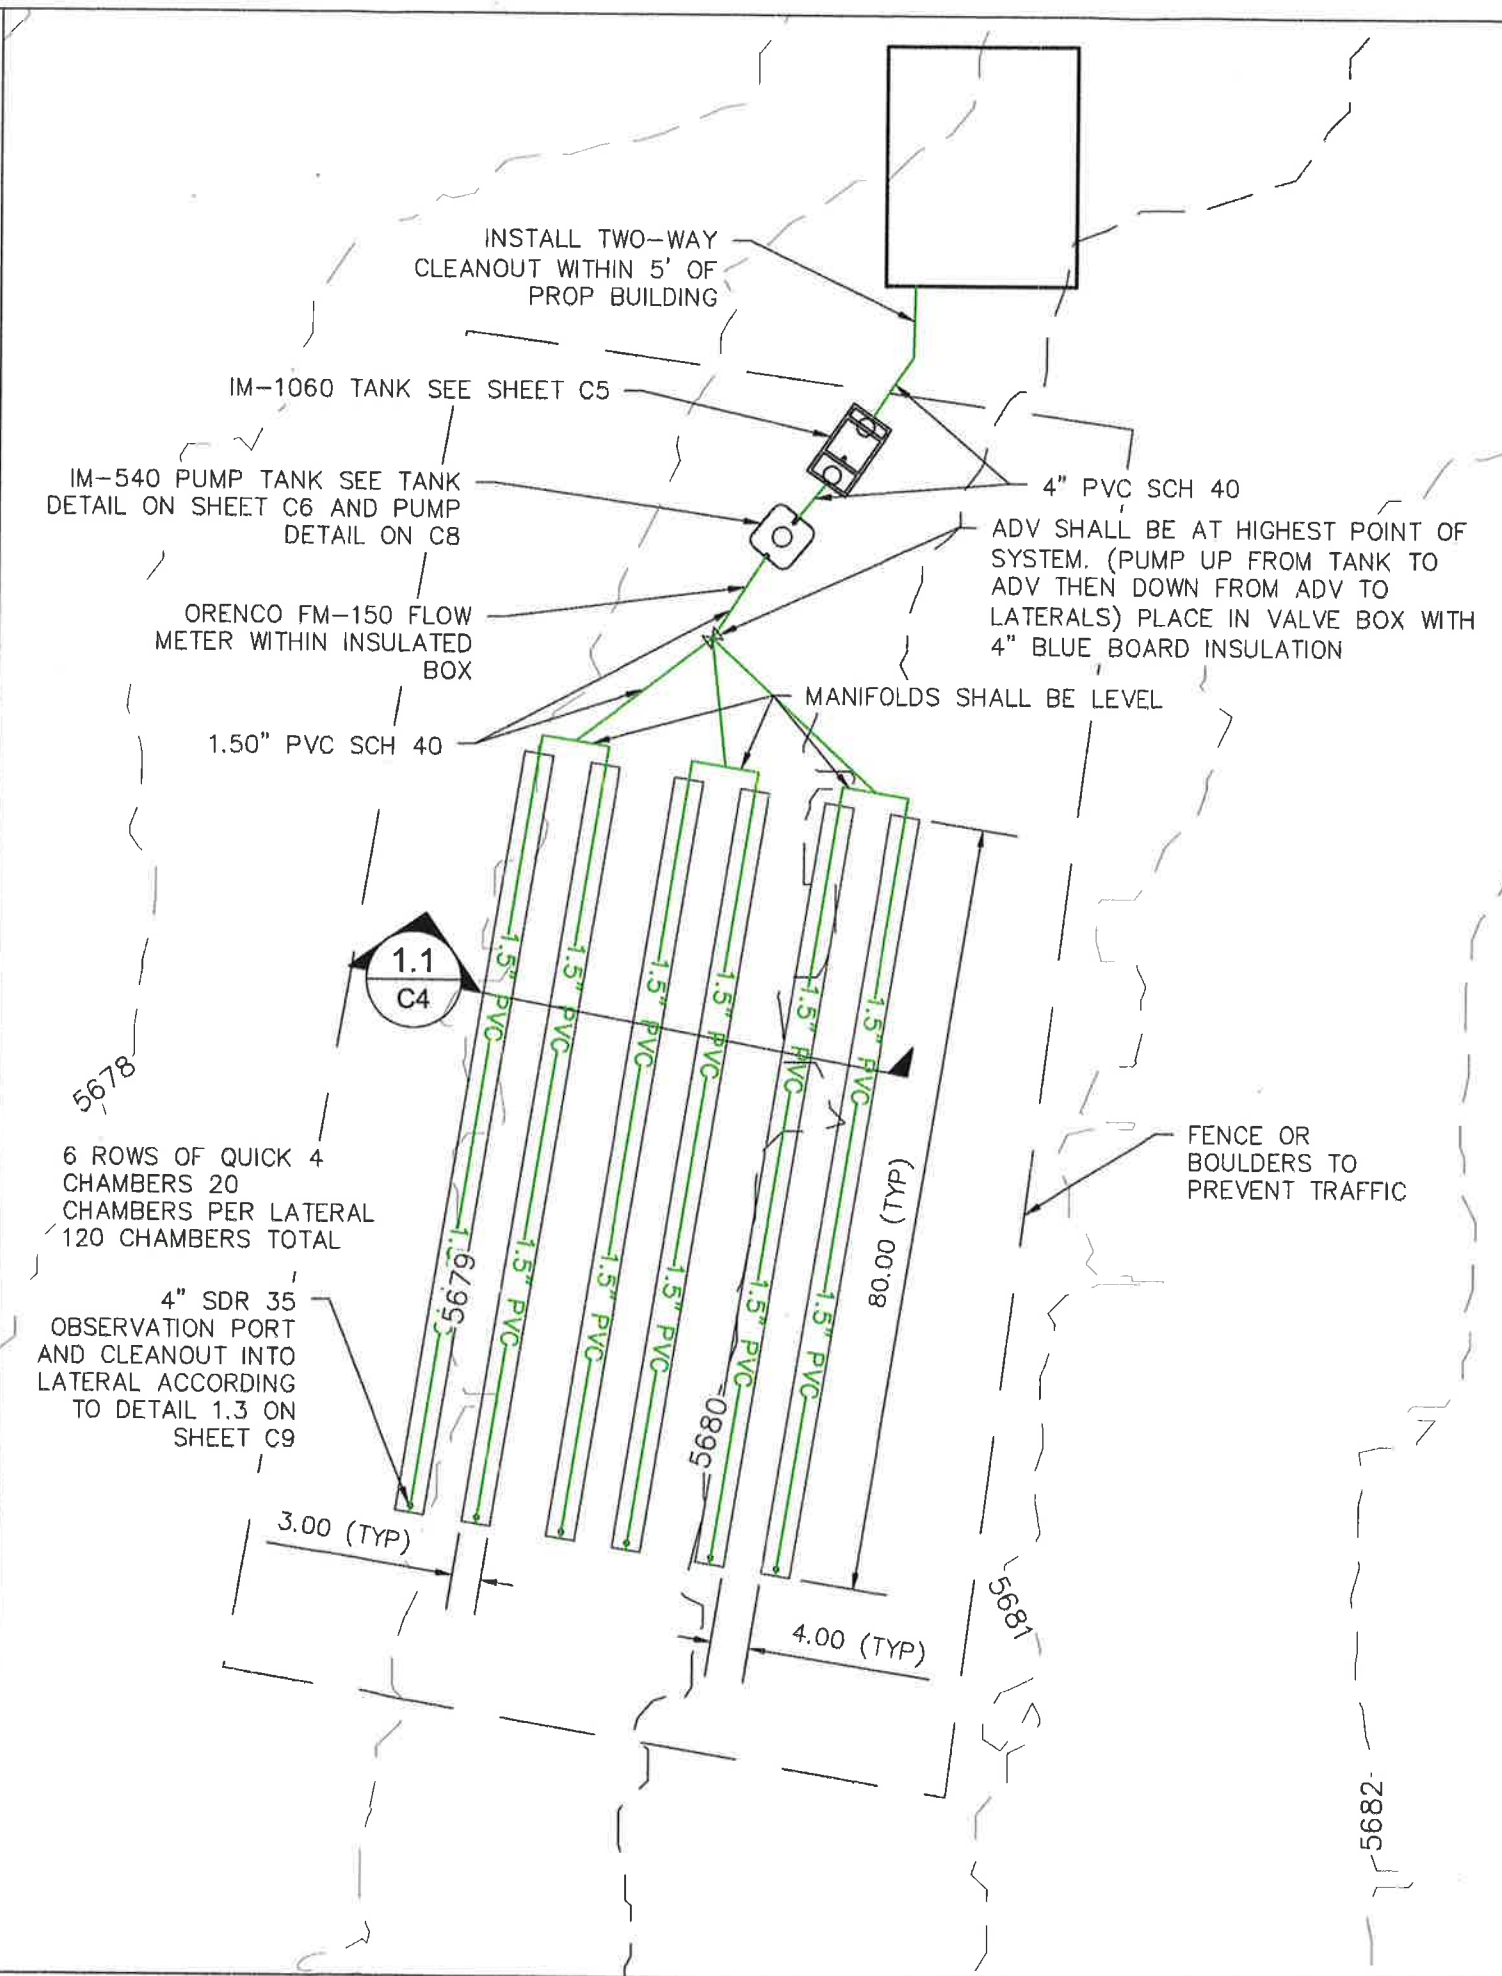 INSTALL TWO-WAY
CLEANOUT WITHIN 5' OF
PROP BUILDING
IM-1060 TANK SEE SHEET C5
IM-540 PUMP TANK SEE TANK
DETAIL ON SHEET C6 AND PUMP
DETAIL ON C8
4" PVC SCH 40
ADV SHALL BE AT HIGHEST POINT OF
SYSTEM. (PUMP UP FROM TANK TO
ADV THEN DOWN FROM ADV TO
LATERALS) PLACE IN VALVE BOX WITH
4" BLUE BOARD INSULATION
ORENCO FM-150 FLOW
METER WITHIN INSULATED
BOX
MANIFOLDS SHALL BE LEVEL
1.50" PVC SCH 40
1.1
C4
1.5" PVC
1.5" PVC
1.5" PVC
1.5" PVC
1.5" PVC
1.5" PVC
5678
6 ROWS OF QUICK 4
CHAMBERS 20
CHAMBERS PER LATERAL
120 CHAMBERS TOTAL
FENCE OR
BOULDERS TO
PREVENT TRAFFIC
80.00 (TYP)
5679
1.5" PVC
1.5" PVC
1.5" PVC
1.5" PVC
1.5" PVC
4" SDR 35
OBSERVATION PORT
AND CLEANOUT INTO
LATERAL ACCORDING
TO DETAIL 1.3 ON
SHEET C9
5680
3.00 (TYP)
4.00 (TYP)
5681
5682